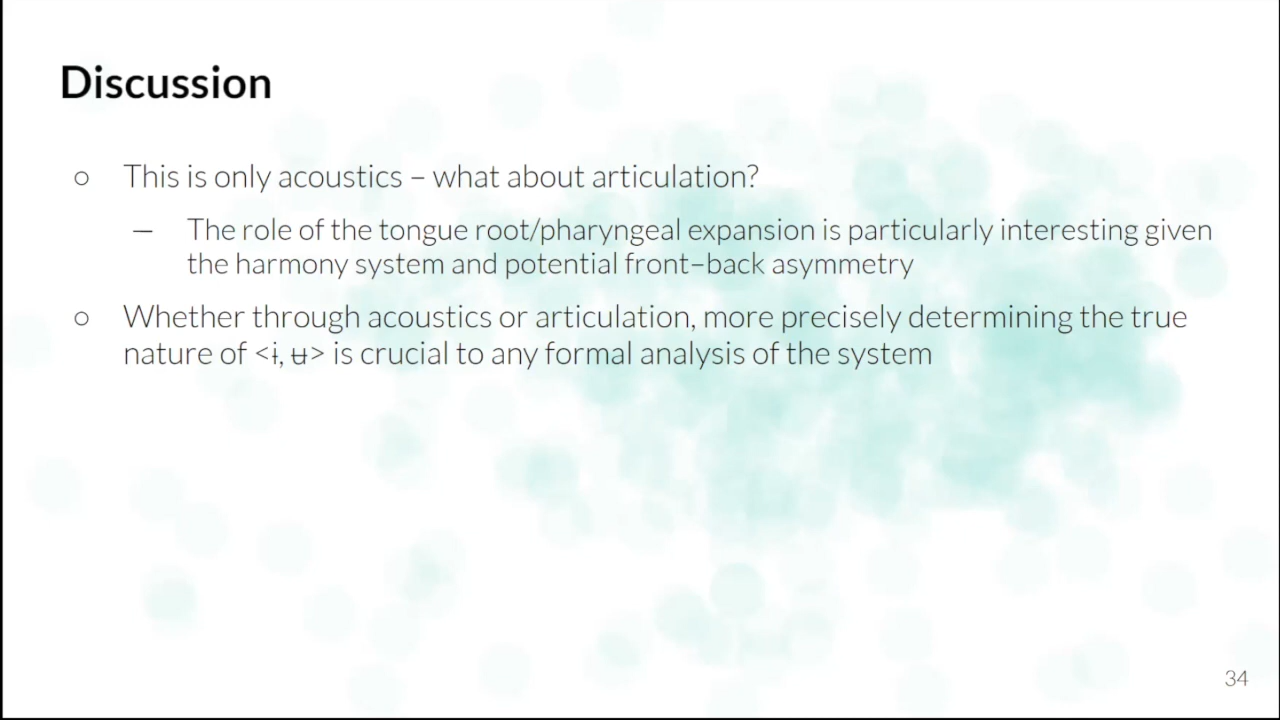 Discussion
○ This is only acoustics – what about articulation?
— The role of the tongue root/pharyngeal expansion is particularly interesting given
the harmony system and potential front–back asymmetry
○ Whether through acoustics or articulation, more precisely determining the true
nature of <ɨ, ʉ> is crucial to any formal analysis of the system
34